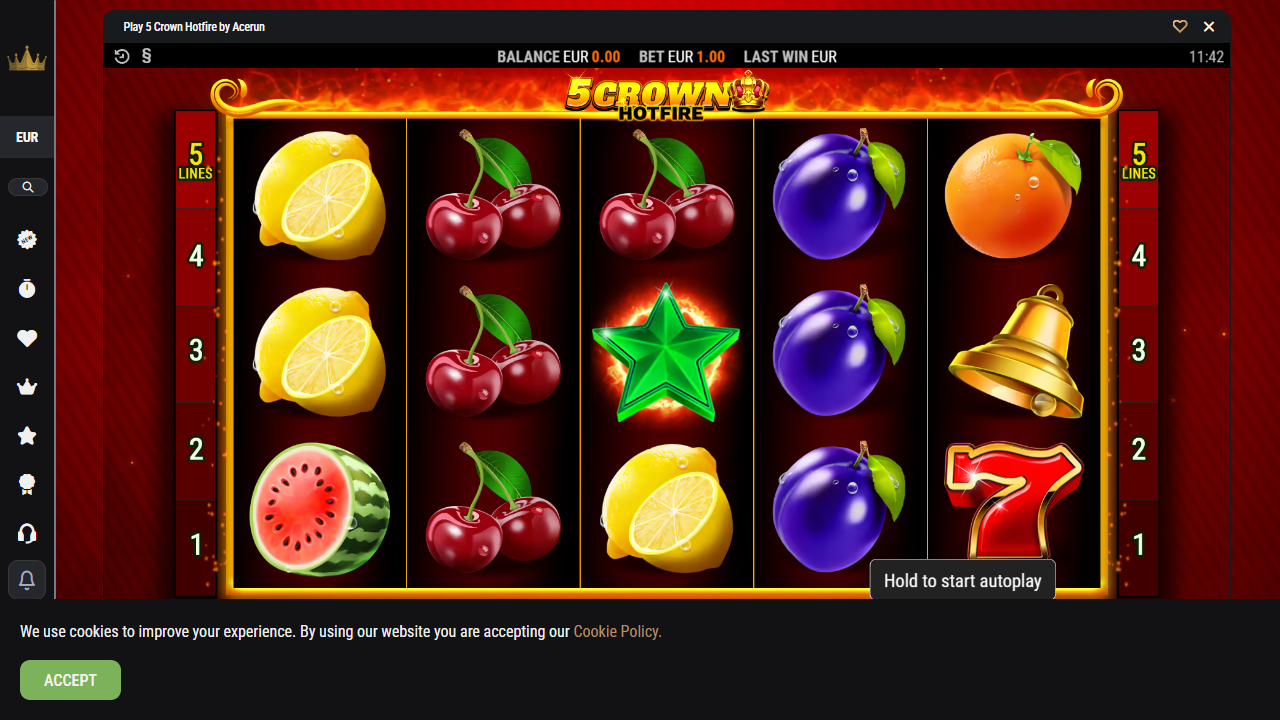 Play 5 Crown Hotfire by Acerun
§
BALANCE EUR 0.00 BET EUR 1.00 LAST WIN EUR
11:42
5 CROWN
HOTFIRE
EUR
NEW
5
LINES
4
3
2
1
5
LINES
4
3
2
1
7
Hold to start autoplay
We use cookies to improve your experience. By using our website you are accepting our Cookie Policy.
ACCEPT